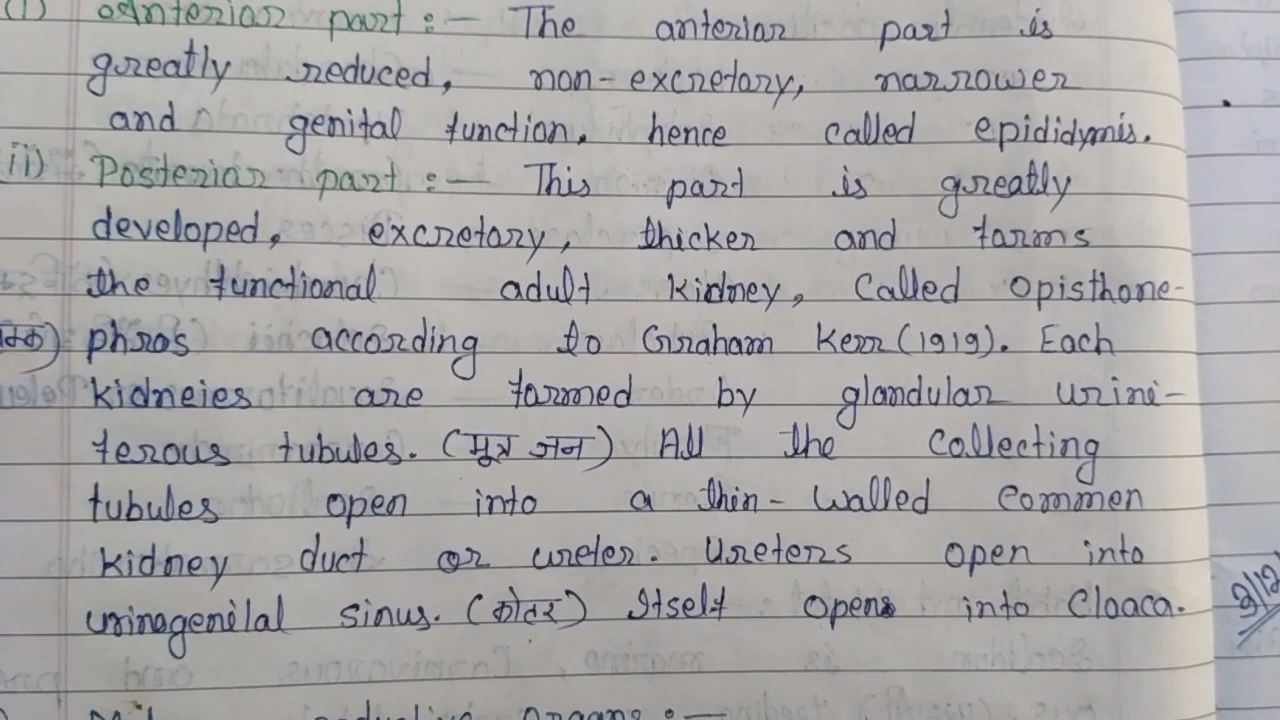 (i) Anterior part :— The anterior part is
greatly reduced, non-excretory, narrower
and genital function, hence called epididymis.
ii) Posterior part :— This part is greatly
developed, excretory, thicker and forms
the functional adult kidney, called opisthone-
phros according to Graham Kerr (1919). Each
kidneies are formed by glandular urini-
ferous tubules. (मूत्र जन) All the collecting
tubules open into a thin-walled common
kidney duct or ureter. Ureters open into
urinogenital sinus. (कोटर) Itself opens into Cloaca.
organs :—